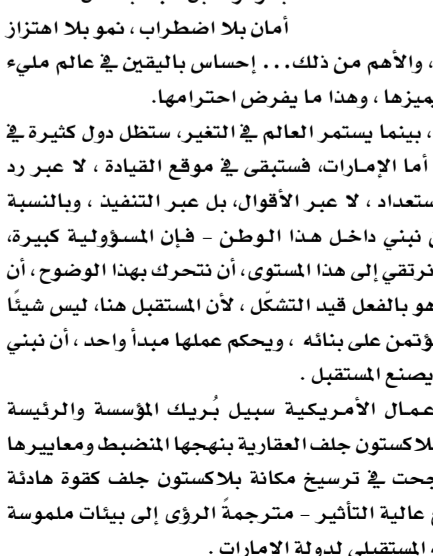 أمان بلا اضطراب ، نمو بلا اهتزاز
، والأهم من ذلك... إحساس باليقين في عالم مليء
يميزها ، وهذا ما يفرض احترامها.
، بينما يستمر العالم في التغير، ستظل دول كثيرة في
أما الإمارات، فستبقى في موقع القيادة ، لا عبر رد
ستعداد ، لا عبر الأقوال، بل عبر التنفيذ ، وبالنسبة
نبني داخل هذا الوطن – فإن المسؤولية كبيرة،
نرتقي إلى هذا المستوى، أن نتحرك بهذا الوضوح ، أن
هو بالفعل قيد التشكّل ، لأن المستقبل هنا، ليس شيئًا
ؤتمن على بنائه ، ويحكم عملها مبدأ واحد ، أن نبني
يصنع المستقبل .
عمال الأمريكية سبيل بُريك المؤسسة والرئيسة
بلاكستون جلف العقارية بنهجها المنضبط ومعاييرها
جحت في ترسيخ مكانة بلاكستون جلف كقوة هادئة
عالية التأثير – مترجمةً الرؤى إلى بيئات ملموسة
المستقبلي لدولة الإمارات .